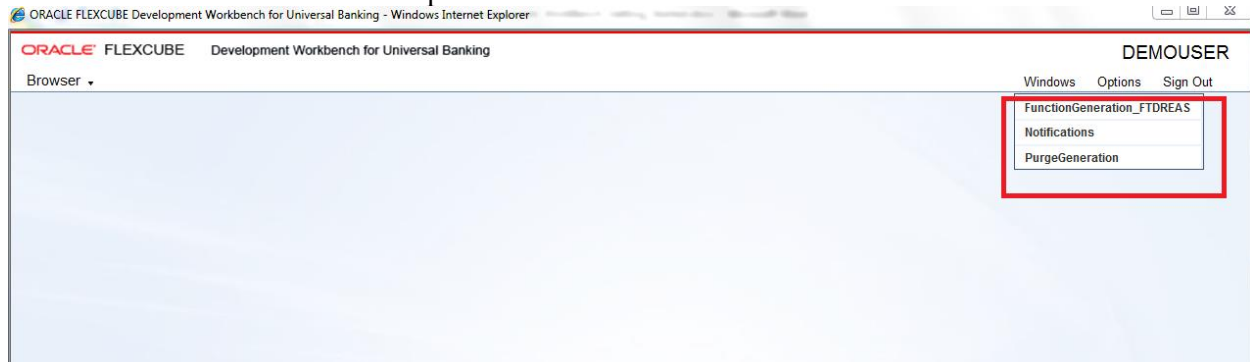 ORACLE FLEXCUBE Development Workbench for Universal Banking - Windows Internet Explorer
ORACLE FLEXCUBE Development Workbench for Universal Banking
DEMOUSER
Browser
Windows Options Sign Out
FunctionGeneration_FTDREAS
Notifications
PurgeGeneration